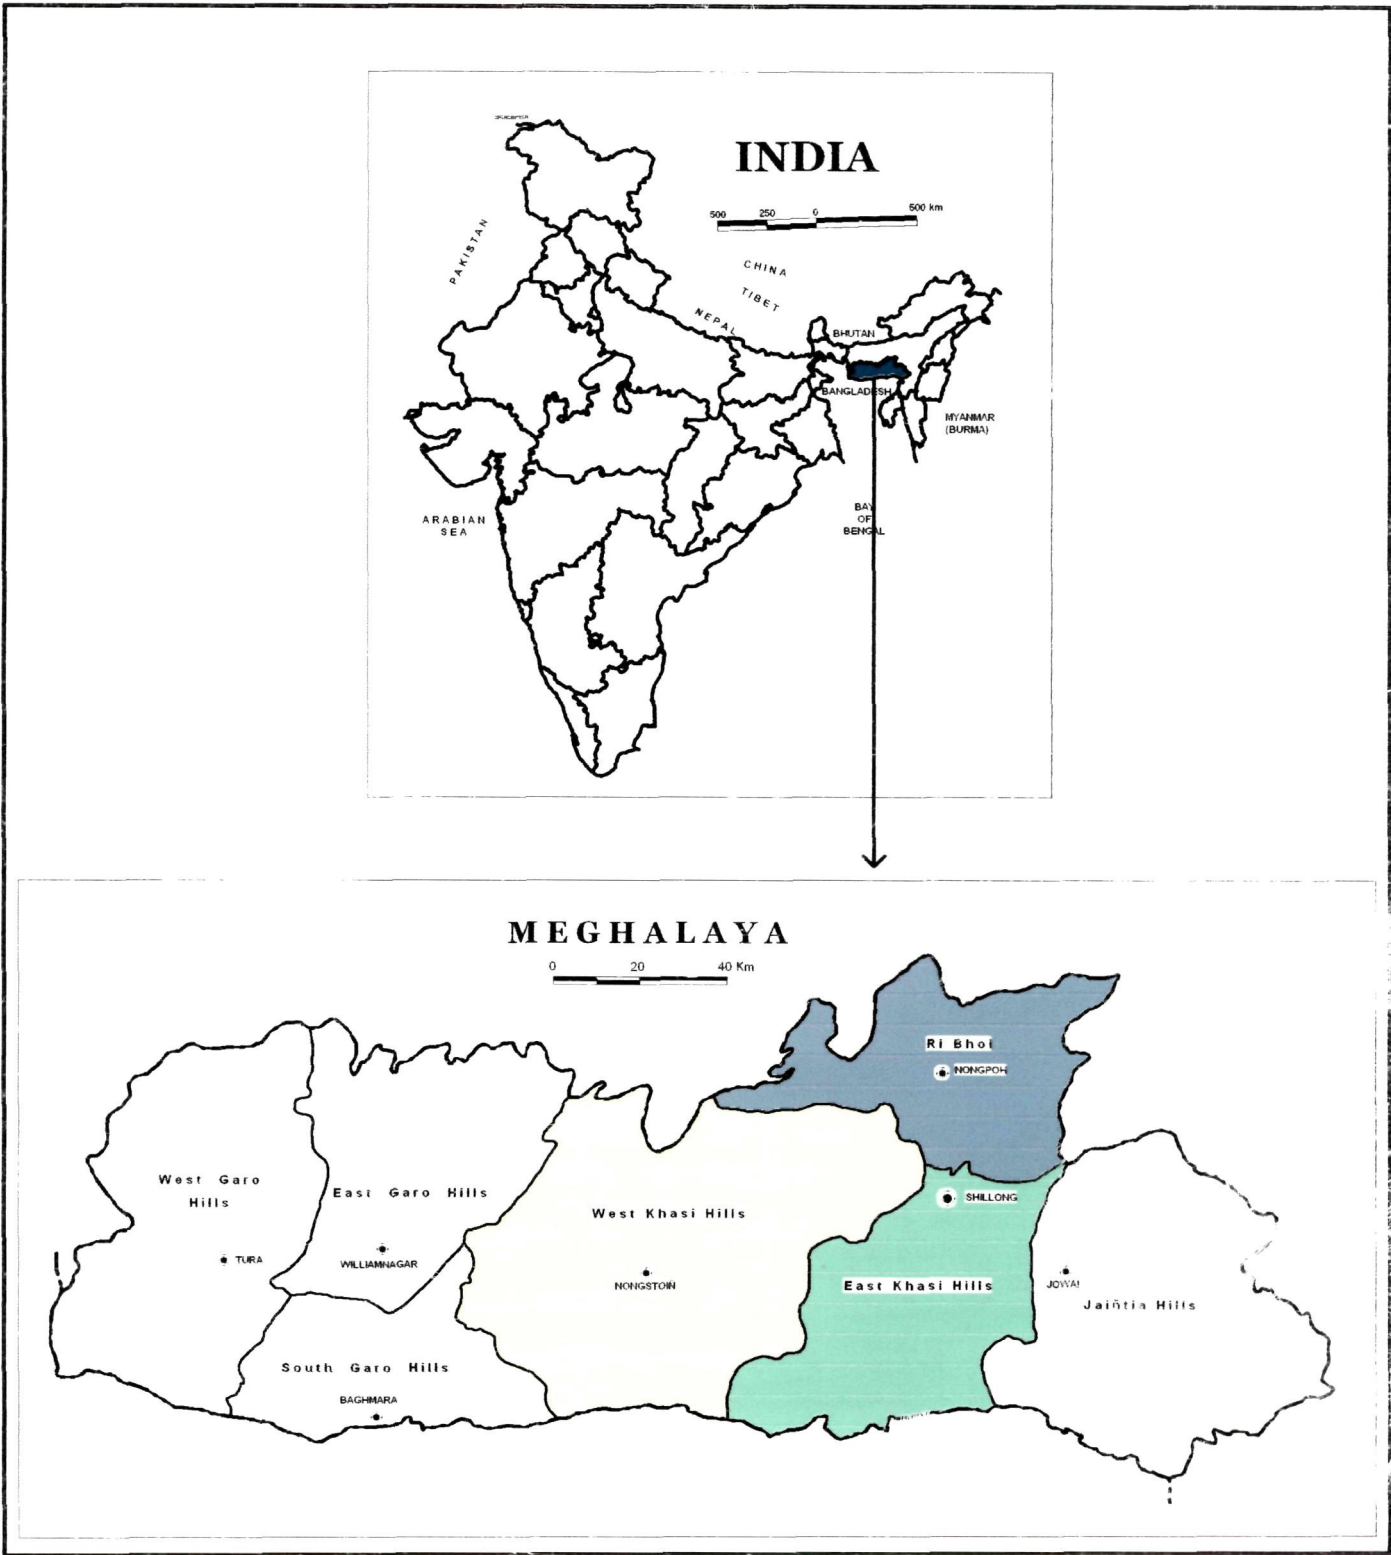 INDIA
500 250 0 500 km
PAKISTAN
CHINA
TIBET
NEPAL
BHUTAN
BANGLADESH
MYANMAR
(BURMA)
ARABIAN
SEA
BAY
OF
BENGAL
MEGHALAYA
0 20 40 Km
Ri Bhoi
NONGPOH
West Garo
Hills
East Garo Hills
SHILLONG
West Khasi Hills
TURA
WILLIAMNAGAR
NONGSTOIN
East Khasi Hills
JOWAI
Jaintia Hills
South Garo Hills
BAGHMARA